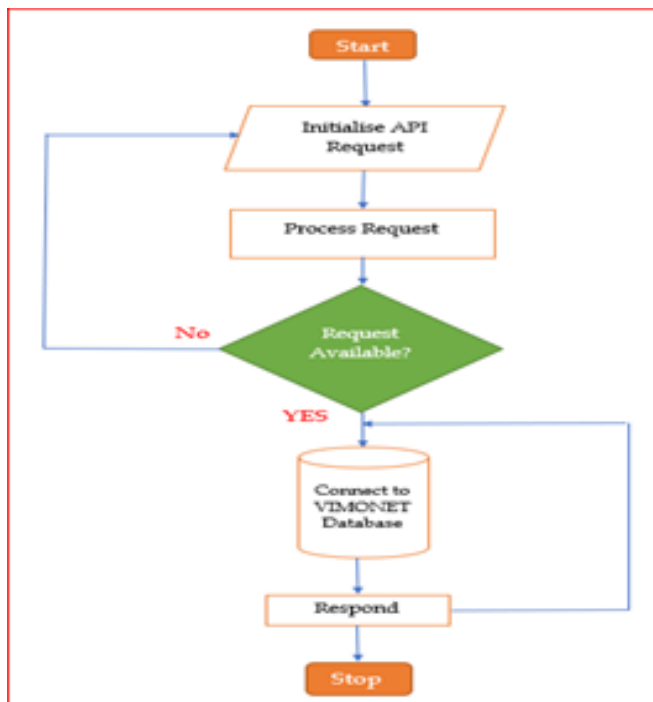 Start
Initialise API
Request
Process Request
Request
Available?
No
YES
Connect to
VIMONET
Database
Respond
Stop